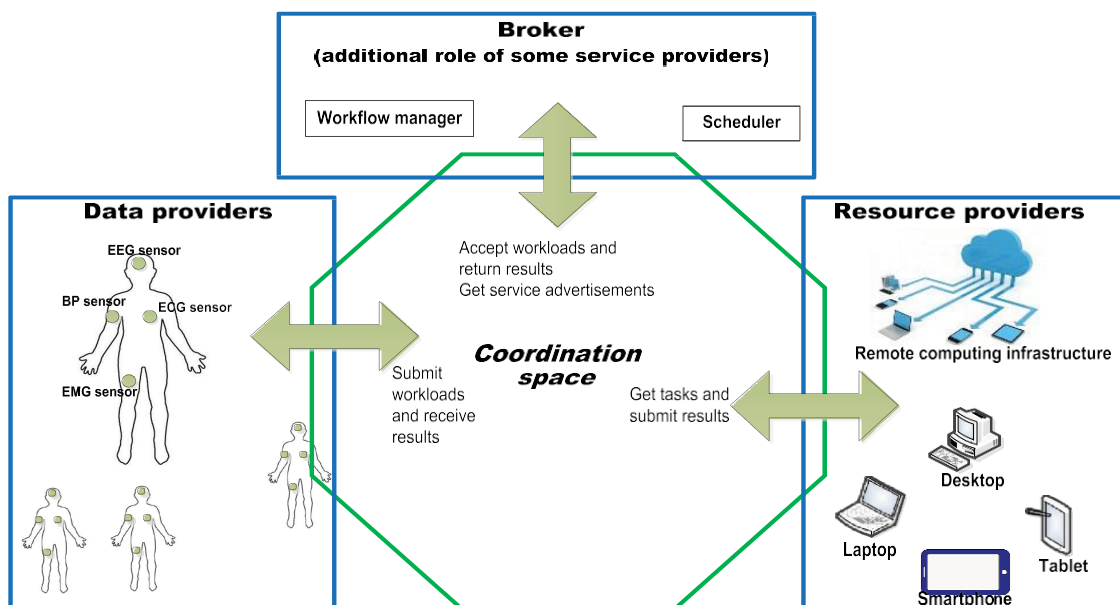 Broker
(additional role of some service providers)
Workflow manager
Scheduler
Data providers
EEG sensor
BP sensor
ECG sensor
EMG sensor
Accept workloads and
return results
Get service advertisements
Coordination
space
Submit
workloads
and receive
results
Get tasks and
submit results
Resource providers
Remote computing infrastructure
Desktop
Laptop
Tablet
Smartphone